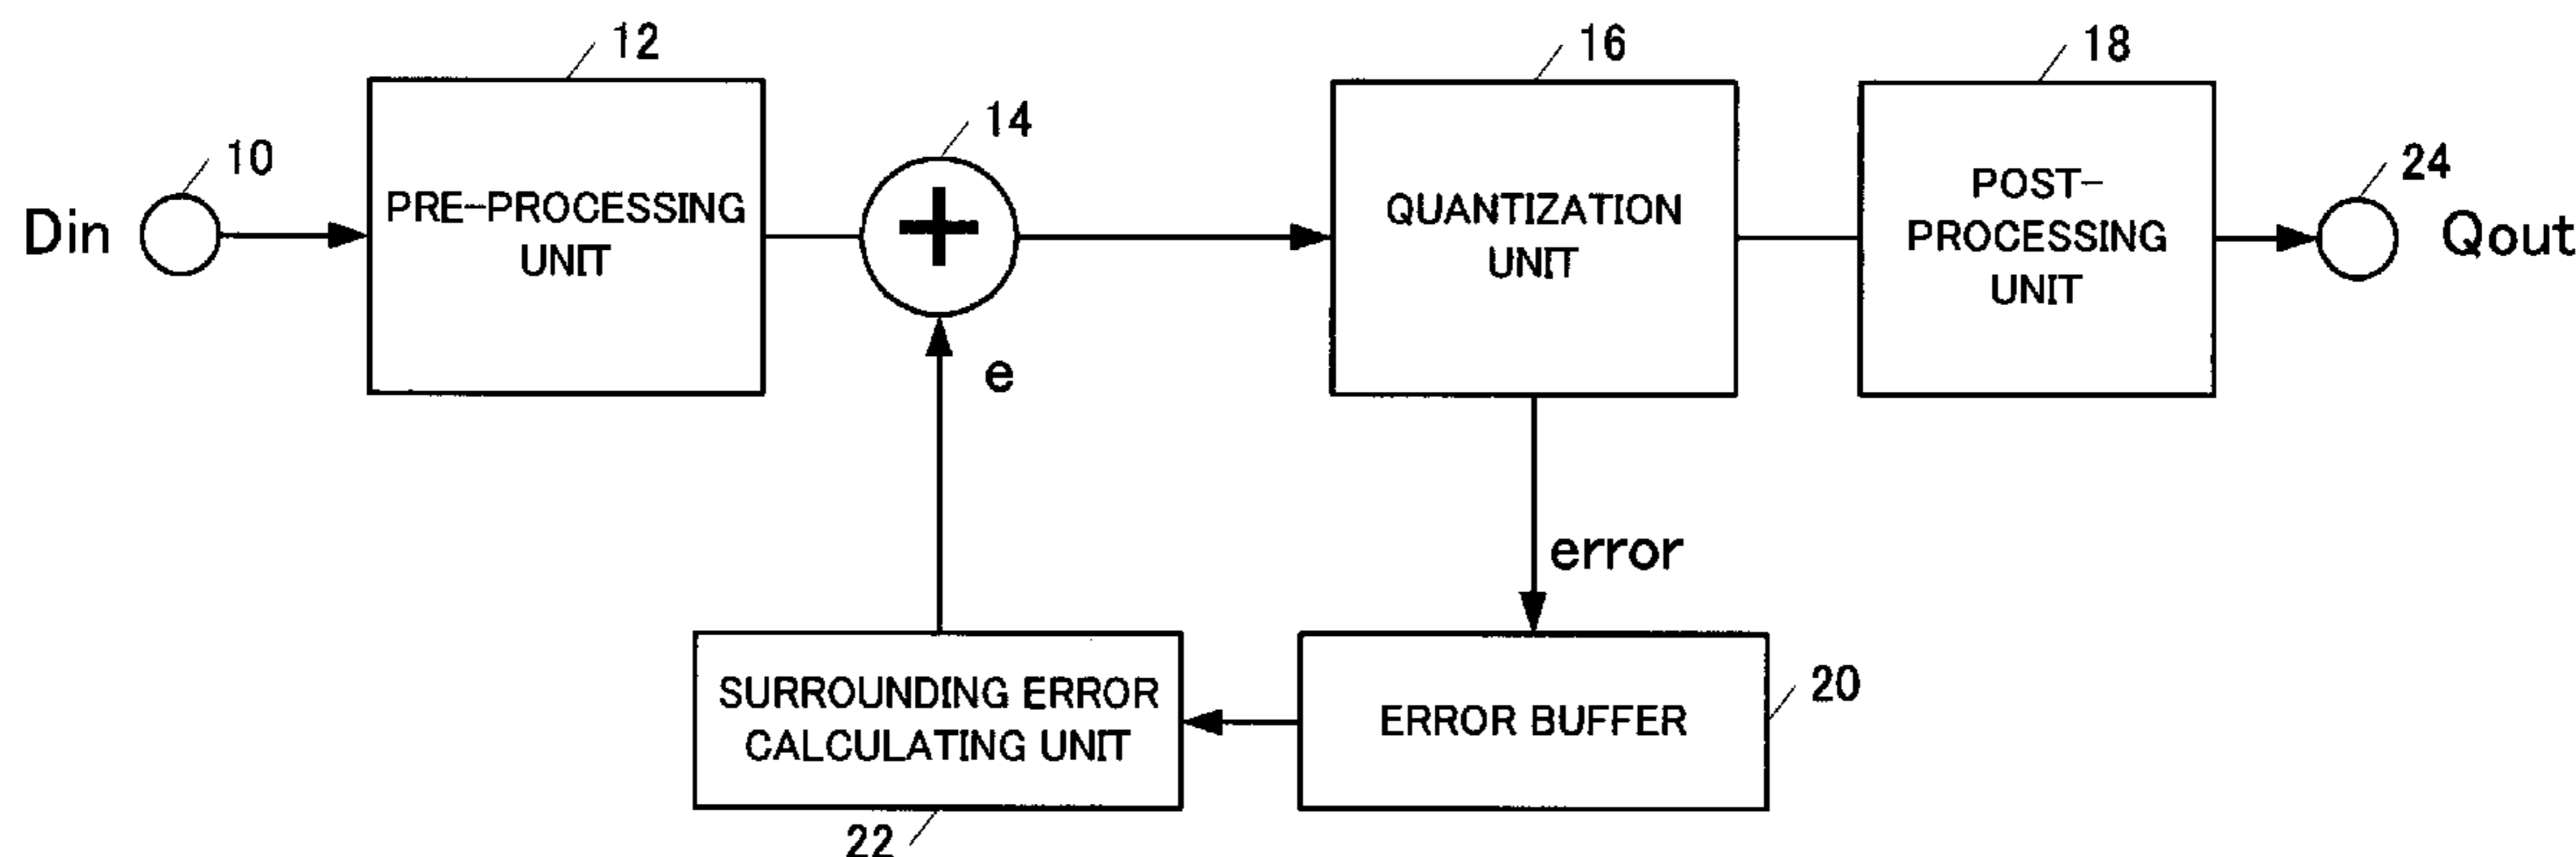 12
16
18
14
10
24
Din
PRE-PROCESSING
UNIT
+
QUANTIZATION
UNIT
POST-
PROCESSING
UNIT
Qout
e
error
SURROUNDING ERROR
CALCULATING UNIT
ERROR BUFFER
20
22